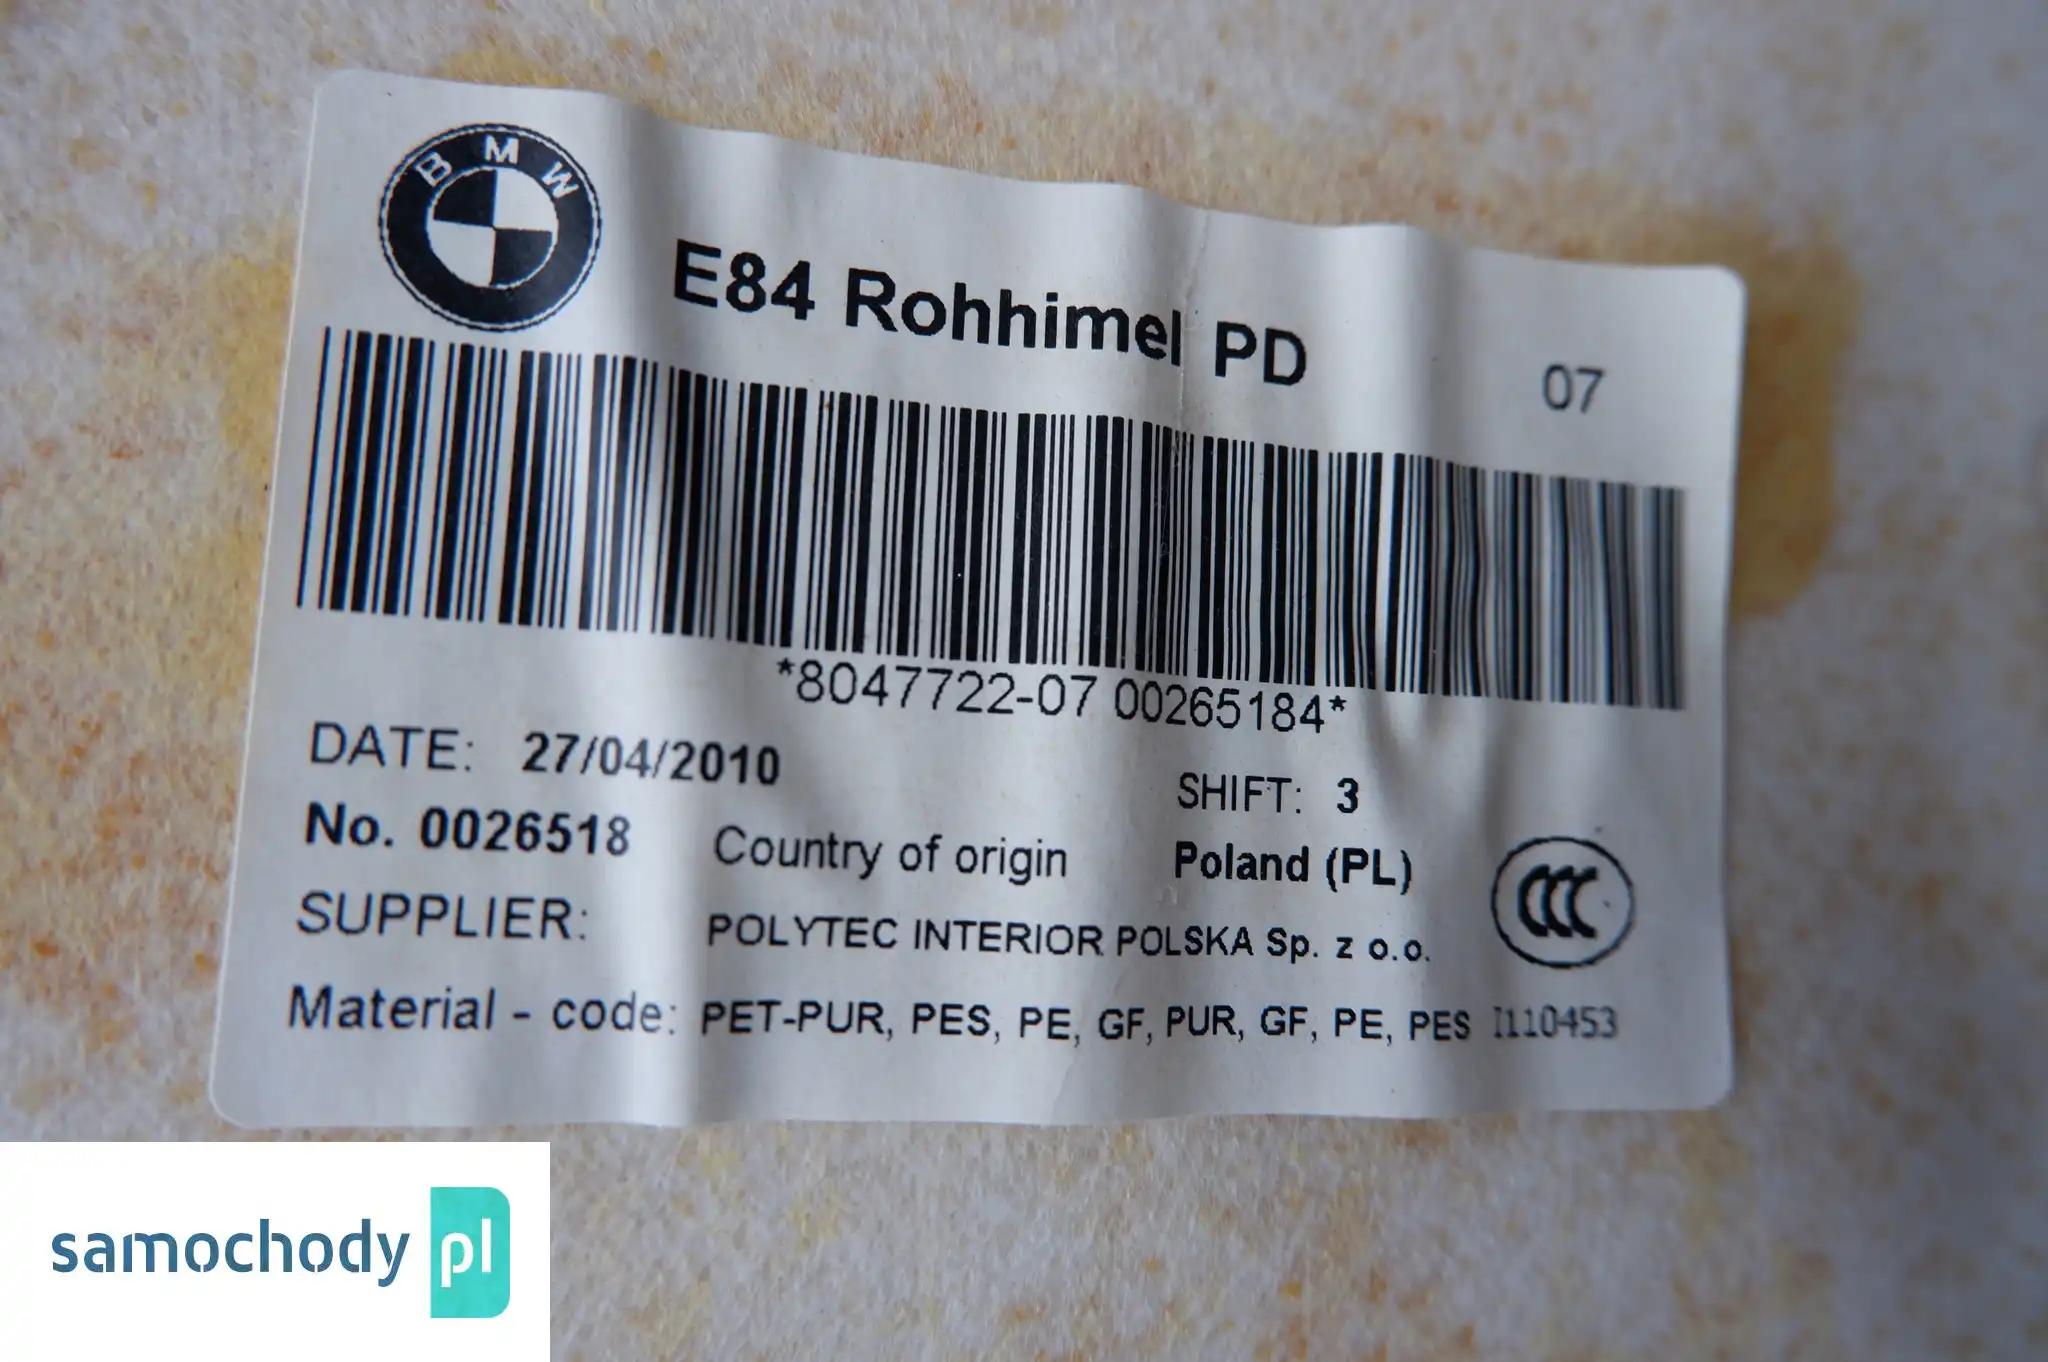 BMW
E84 Rohhimel PD
07
*8047722-07 00265184*
DATE: 27/04/2010
SHIFT: 3
No. 0026518 Country of origin Poland (PL)
CCC
SUPPLIER: POLYTEC INTERIOR POLSKA Sp. z o.o.
Material - code: PET-PUR, PES, PE, GF, PUR, GF, PE, PES I110453
samochody pl